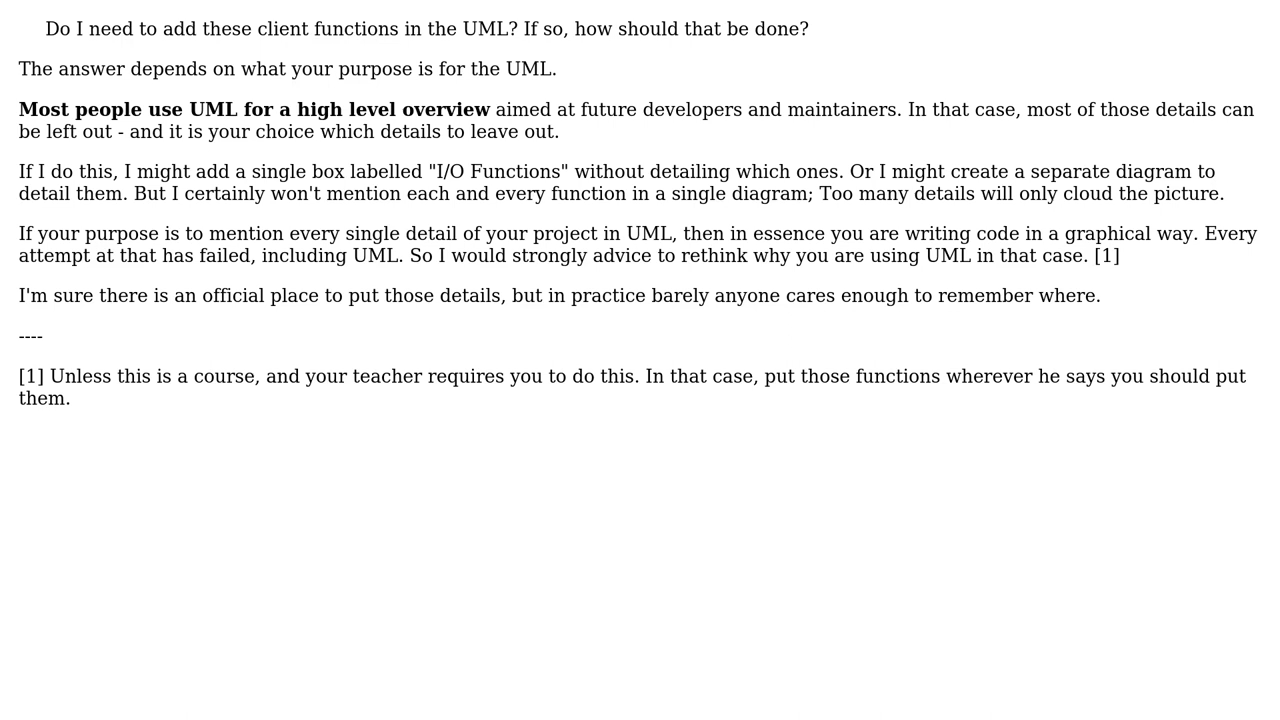 Do I need to add these client functions in the UML? If so, how should that be done?
The answer depends on what your purpose is for the UML.
Most people use UML for a high level overview aimed at future developers and maintainers. In that case, most of those details can
be left out - and it is your choice which details to leave out.
If I do this, I might add a single box labelled "I/O Functions" without detailing which ones. Or I might create a separate diagram to
detail them. But I certainly won't mention each and every function in a single diagram; Too many details will only cloud the picture.
If your purpose is to mention every single detail of your project in UML, then in essence you are writing code in a graphical way. Every
attempt at that has failed, including UML. So I would strongly advice to rethink why you are using UML in that case. [1]
I'm sure there is an official place to put those details, but in practice barely anyone cares enough to remember where.
----
[1] Unless this is a course, and your teacher requires you to do this. In that case, put those functions wherever he says you should put
them.